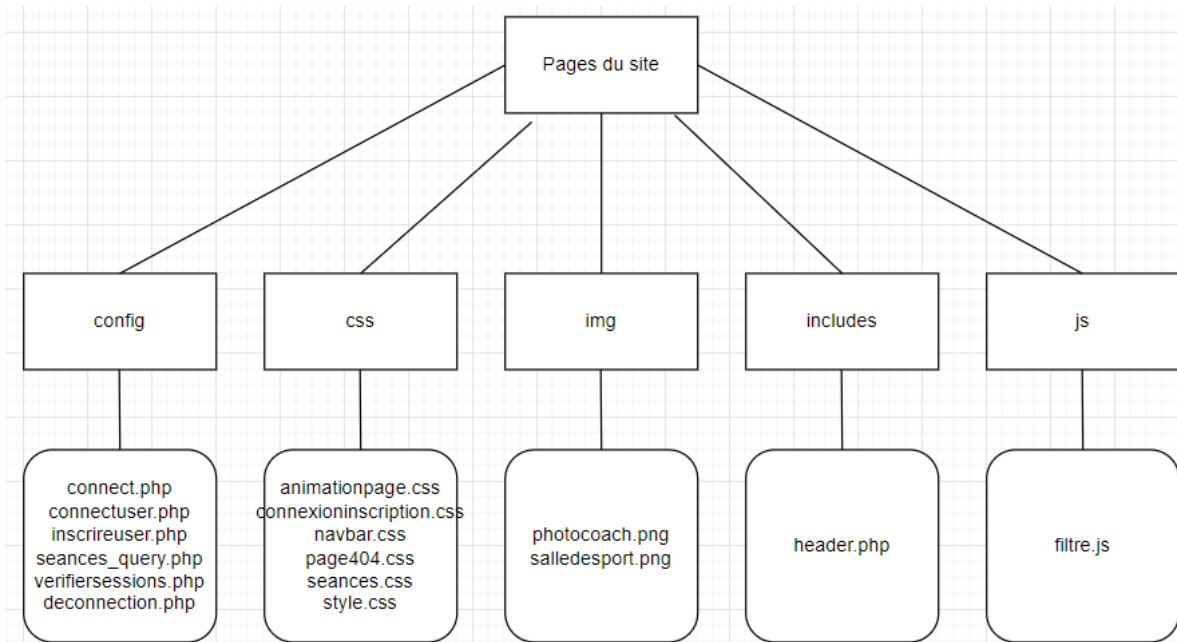 Pages du site
config
css
img
includes
js
connect.php
connectuser.php
inscrireuser.php
seances_query.php
verifiersessions.php
deconnection.php
animationpage.css
connexioninscription.css
navbar.css
page404.css
seances.css
style.css
photocoach.png
salledesport.png
header.php
filtre.js